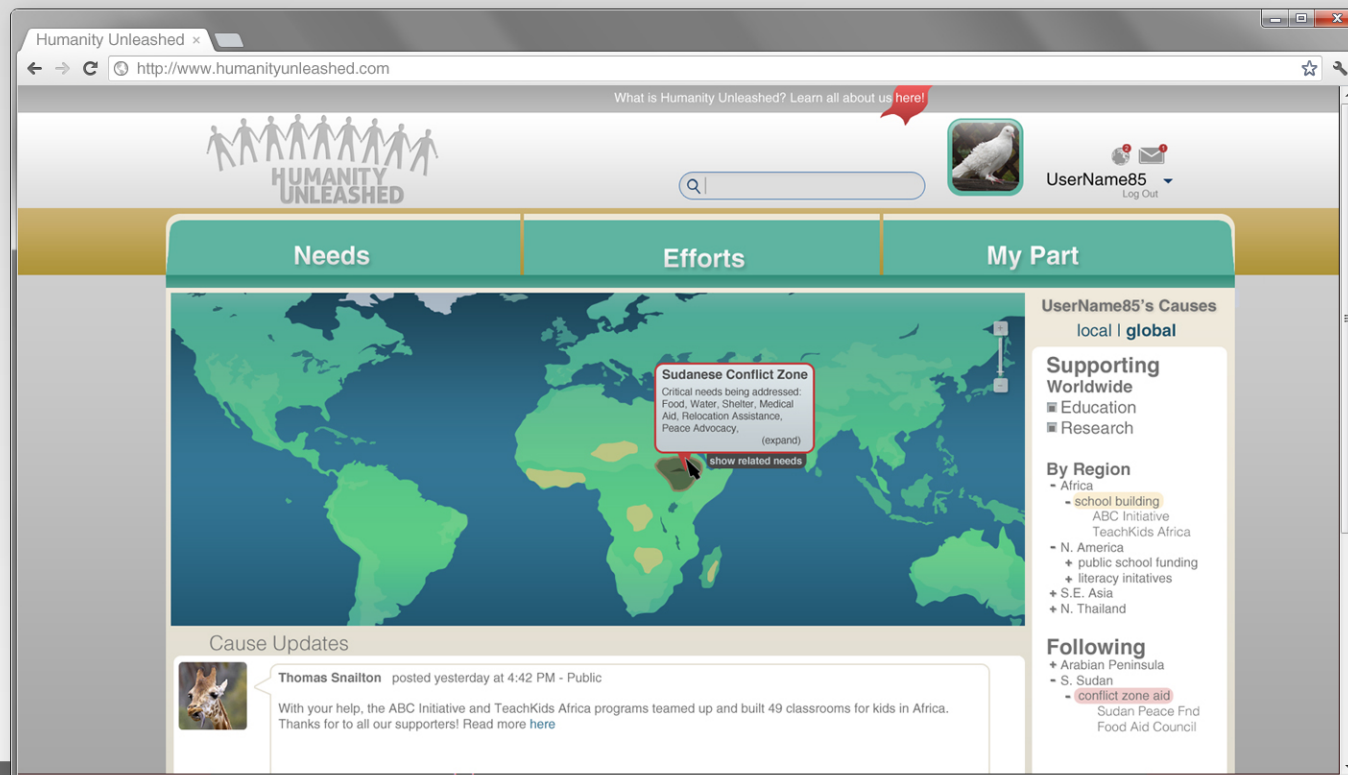 Humanity Unleashed ×
http://www.humanityunleashed.com
What is Humanity Unleashed? Learn all about us here!
HUMANITY
UNLEASHED
UserName85
Log Out
2
1
Needs
Efforts
My Part
Sudanese Conflict Zone
Critical needs being addressed:
Food, Water, Shelter, Medical
Aid, Relocation Assistance,
Peace Advocacy,
(expand)
show related needs
UserName85's Causes
local | global
Supporting
Worldwide
Education
Research
By Region
- Africa
- school building
ABC Initiative
TeachKids Africa
- N. America
+ public school funding
+ literacy initatives
+ S.E. Asia
+ N. Thailand
Following
+ Arabian Peninsula
- S. Sudan
- conflict zone aid
Sudan Peace Fnd
Food Aid Council
Cause Updates
Thomas Snailton posted yesterday at 4:42 PM - Public
With your help, the ABC Initiative and TeachKids Africa programs teamed up and built 49 classrooms for kids in Africa.
Thanks for to all our supporters! Read more here